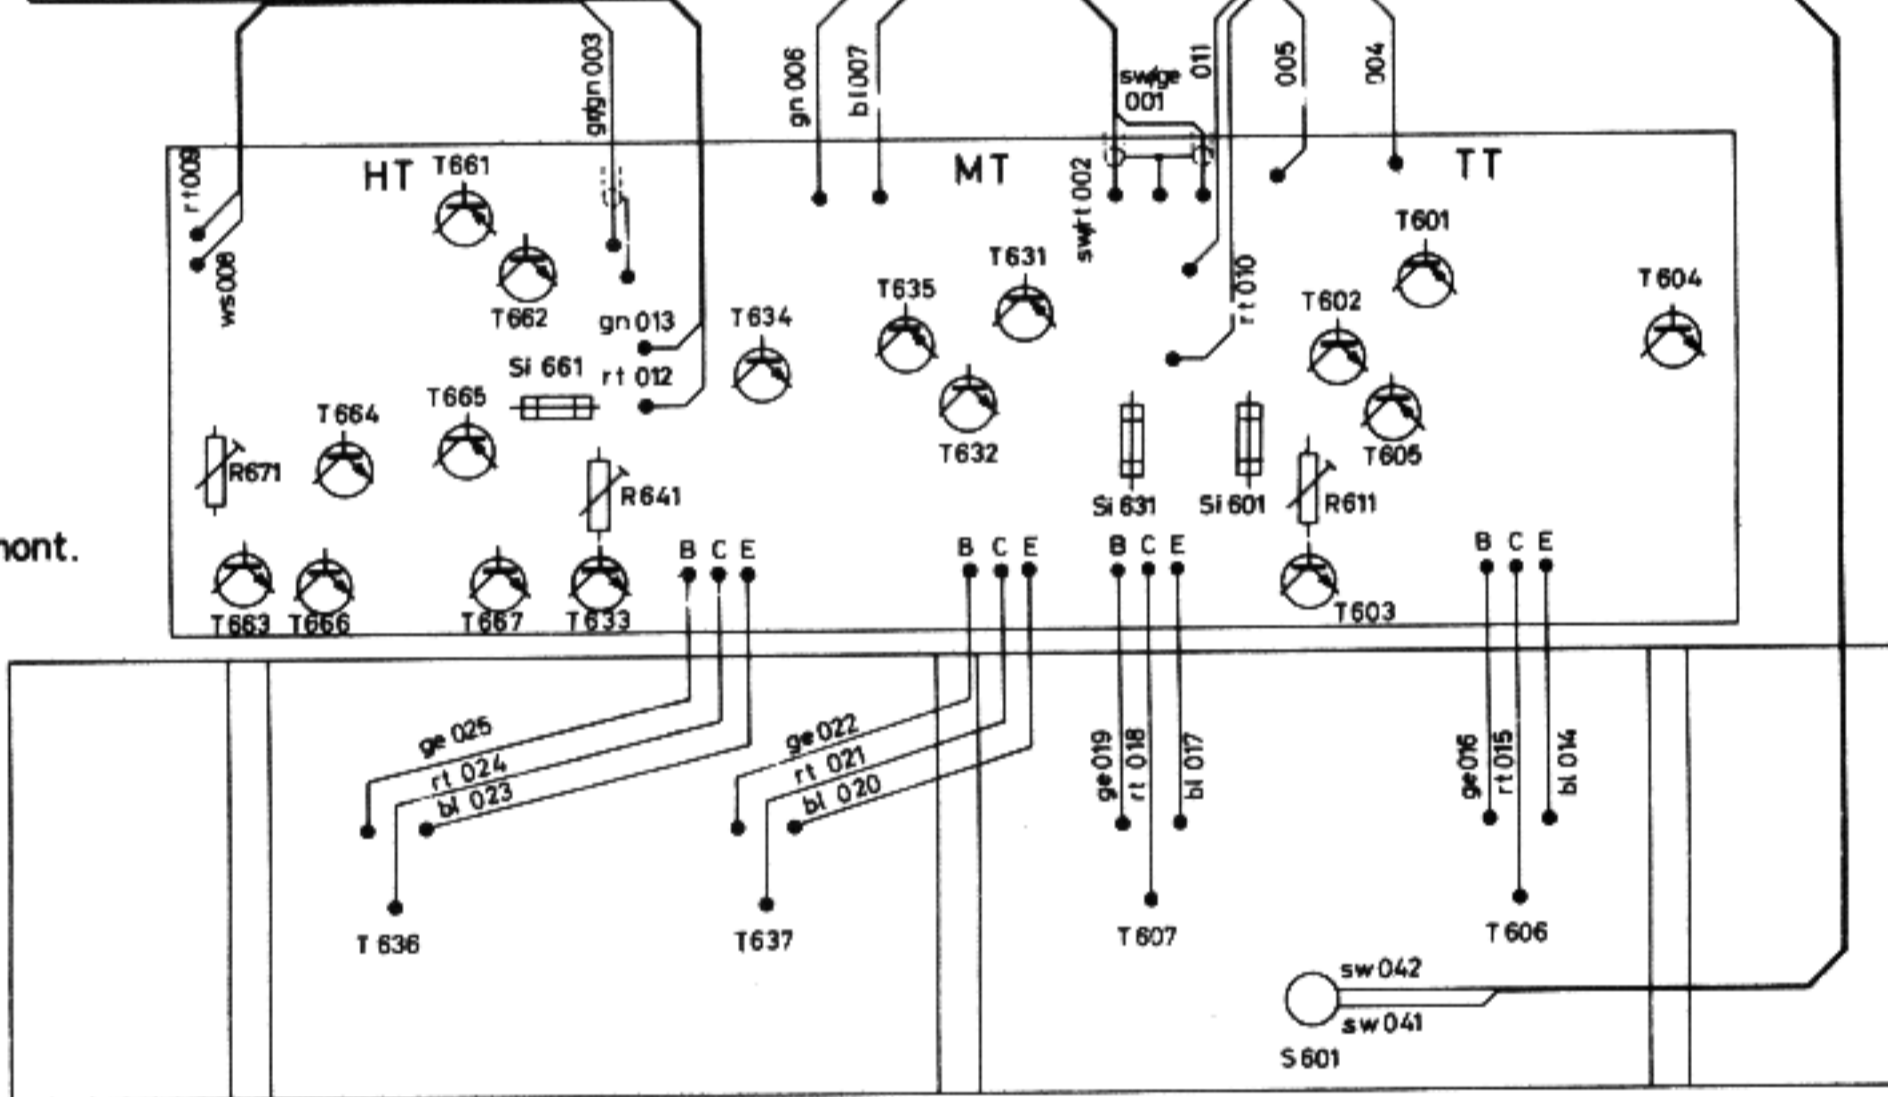 gr/gn 003
gn 006
bl 007
sw/ge
001
011
005
004
rt 009
HT
T661
MT
sw/rt 002
TT
T601
ws 008
T662
gn 013
T634
T635
T631
rt 010
T602
T604
Si 661
rt 012
T664
T665
T632
T605
R671
R641
Si 631
Si 601
R611
mont.
B C E
B C E
B C E
B C E
T663
T666
T667
T633
T603
ge 025
rt 024
bl 023
ge 022
rt 021
bl 020
ge 019
rt 018
bl 017
ge 016
rt 015
bl 014
T 636
T637
T607
T606
sw 042
sw 041
S 601